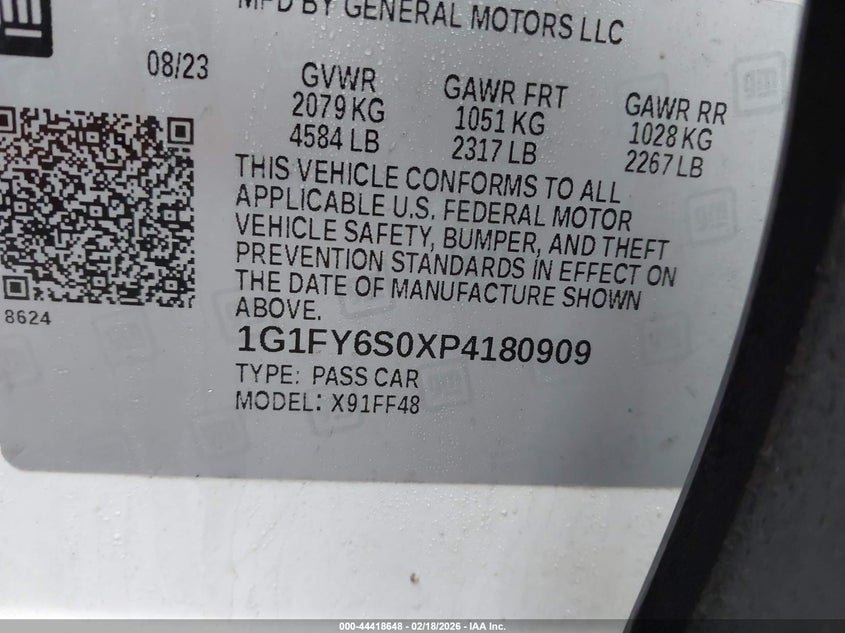 MFD BY GENERAL MOTORS LLC
08/23
GVWR
2079 KG
4584 LB
GAWR FRT
1051 KG
2317 LB
GAWR RR
1028 KG
2267 LB
THIS VEHICLE CONFORMS TO ALL
APPLICABLE U.S. FEDERAL MOTOR
VEHICLE SAFETY, BUMPER, AND THEFT
PREVENTION STANDARDS IN EFFECT ON
THE DATE OF MANUFACTURE SHOWN
ABOVE.
8624
1G1FY6S0XP4180909
TYPE: PASS CAR
MODEL: X91FF48
000-44418648 - 02/18/2026 - IAA Inc.